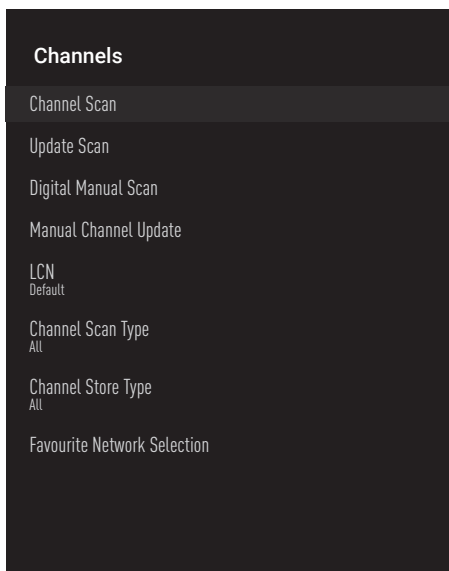 Channels
Channel Scan
Update Scan
Digital Manual Scan
Manual Channel Update
LCN
Default
Channel Scan Type
All
Channel Store Type
All
Favourite Network Selection